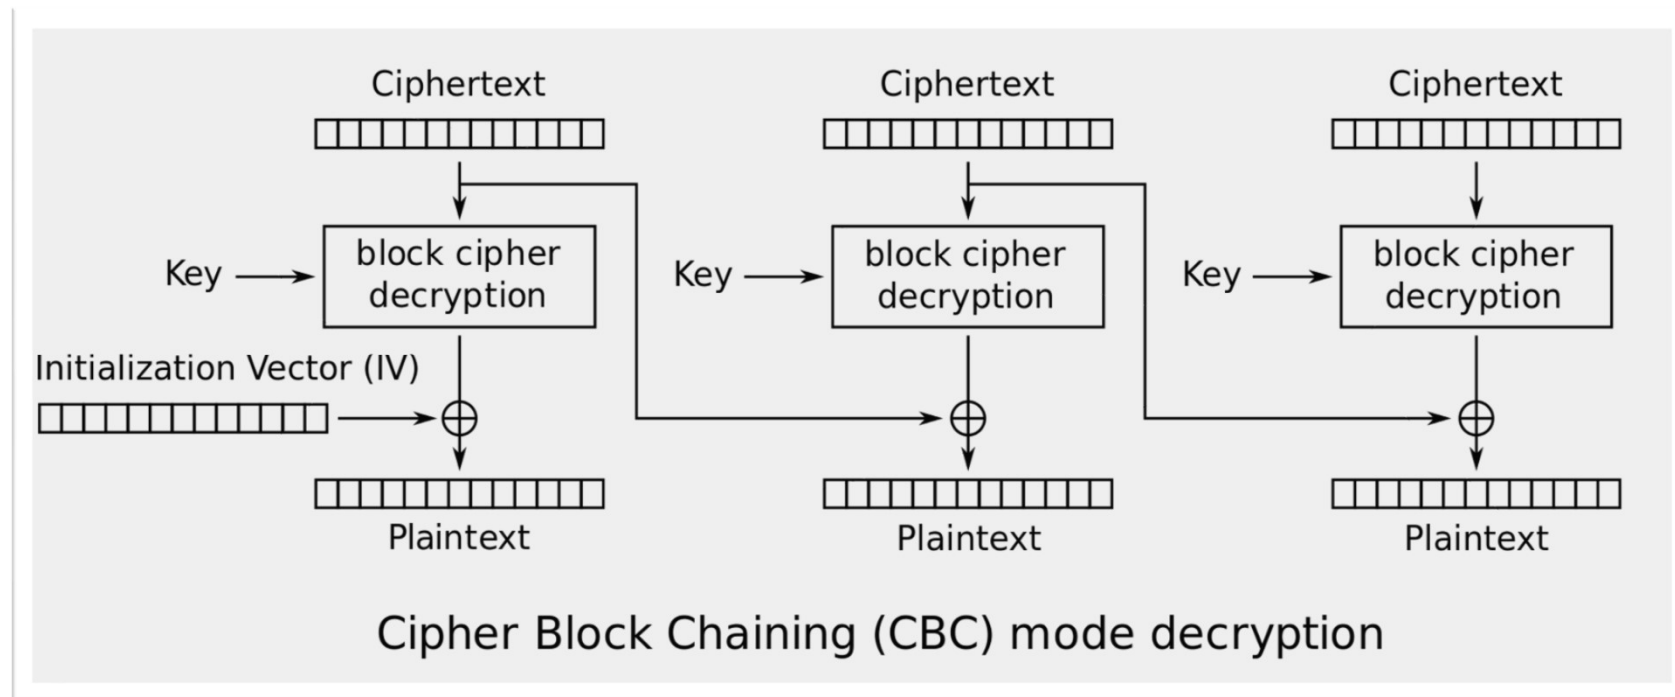 Ciphertext
Ciphertext
Ciphertext
Key
block cipher
decryption
Key
block cipher
decryption
Key
block cipher
decryption
Initialization Vector (IV)
Plaintext
Plaintext
Plaintext
Cipher Block Chaining (CBC) mode decryption